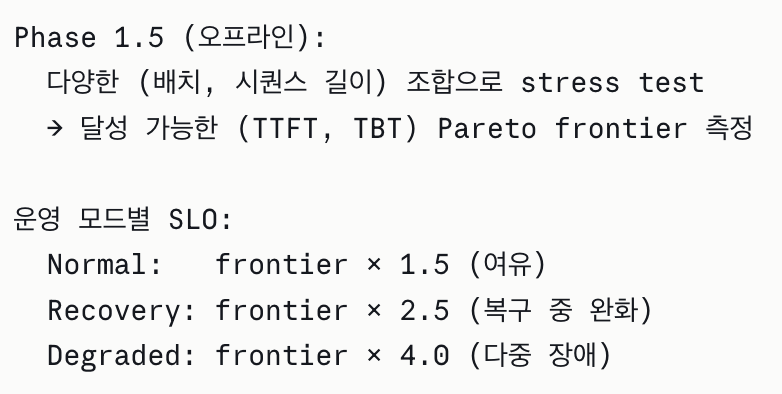 Phase 1.5 (오프라인):
다양한 (배치, 시퀀스 길이) 조합으로 stress test
→ 달성 가능한 (TTFT, TBT) Pareto frontier 측정
운영 모드별 SLO:
Normal: frontier × 1.5 (여유)
Recovery: frontier × 2.5 (복구 중 완화)
Degraded: frontier × 4.0 (다중 장애)